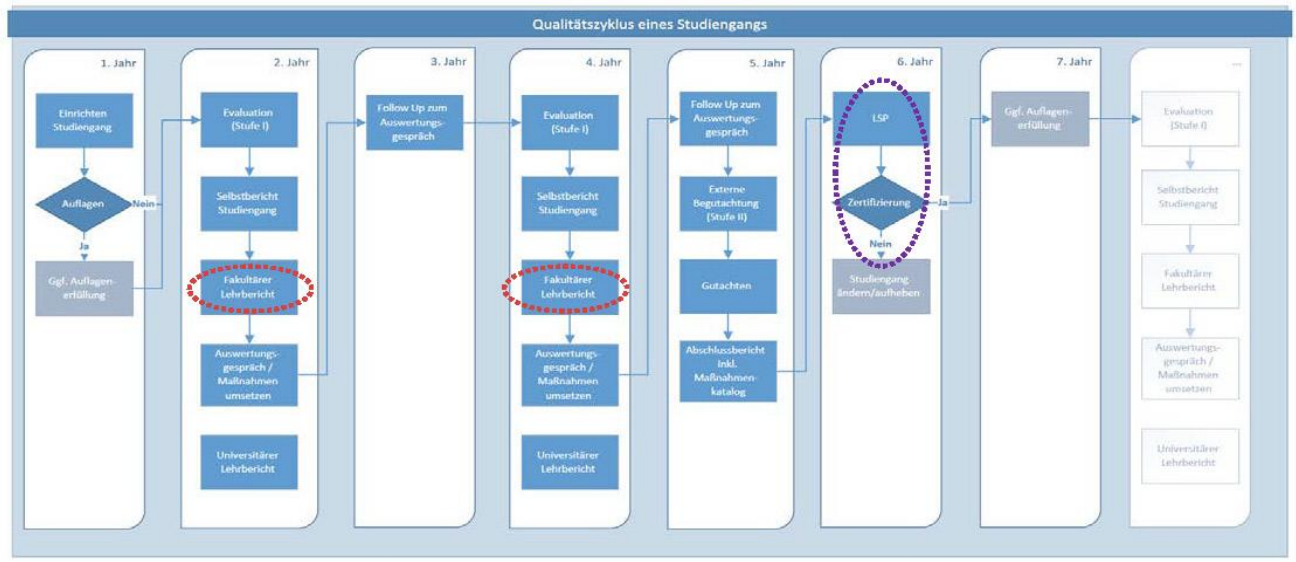 Qualitätszyklus eines Studiengangs
1. Jahr
Einrichten
Studiengang
Auflagen
Nein
Ja
Ggf. Auflagen-
erfüllung
2. Jahr
Evaluation
(Stufe I)
Selbstbericht
Studiengang
Fakultärer
Lehrbericht
Auswertungs-
gespräch /
Maßnahmen
umsetzen
Universitärer
Lehrbericht
3. Jahr
Follow Up zum
Auswertungs-
gespräch
4. Jahr
Evaluation
(Stufe I)
Selbstbericht
Studiengang
Fakultärer
Lehrbericht
Auswertungs-
gespräch /
Maßnahmen
umsetzen
Universitärer
Lehrbericht
5. Jahr
Follow Up zum
Auswertungs-
gespräch
Externe
Begutachtung
(Stufe II)
Gutachten
Abschlussbericht
inkl.
Maßnahmen-
katalog
6. Jahr
LSP
Zertifizierung
Ja
Nein
Studiengang
ändern/aufheben
7. Jahr
Ggf. Auflagen-
erfüllung
...
Evaluation
(Stufe I)
Selbstbericht
Studiengang
Fakultärer
Lehrbericht
Auswertungs-
gespräch /
Maßnahmen
umsetzen
Universitärer
Lehrbericht